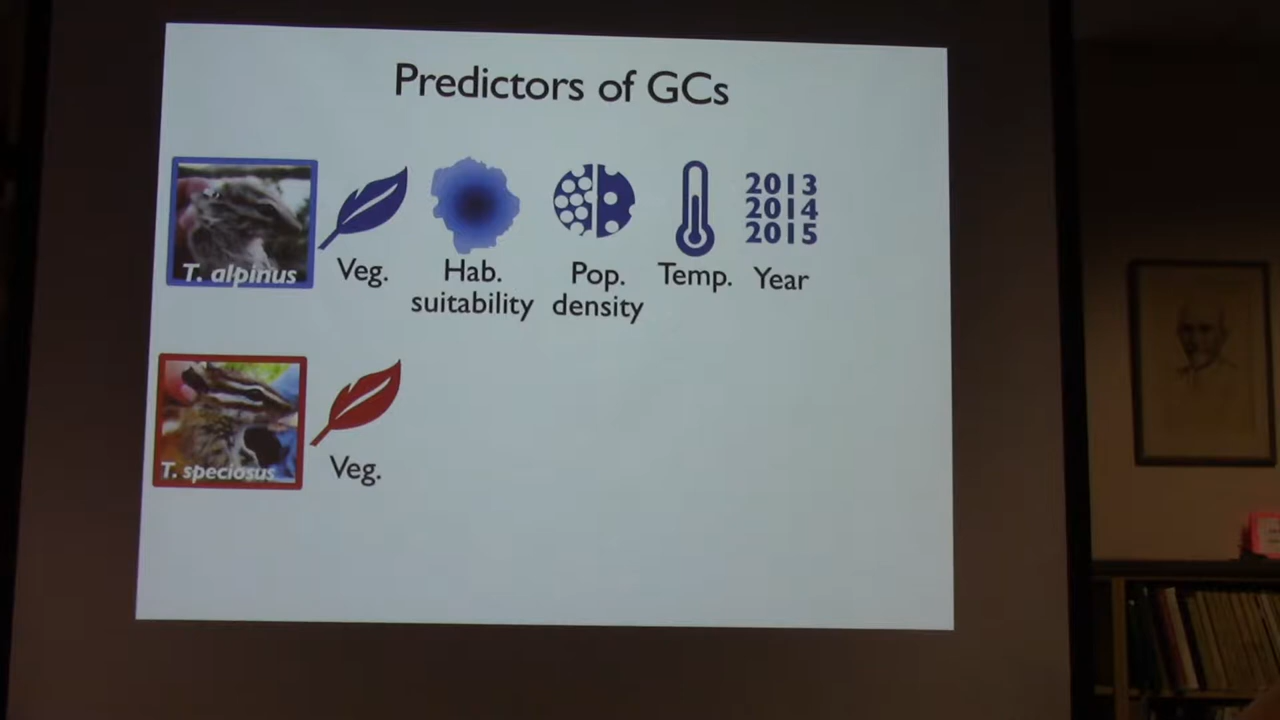 Predictors of GCs
T. alpinus
Veg.
Hab.
suitability
Pop.
density
Temp.
2013
2014
2015
Year
T. speciosus
Veg.